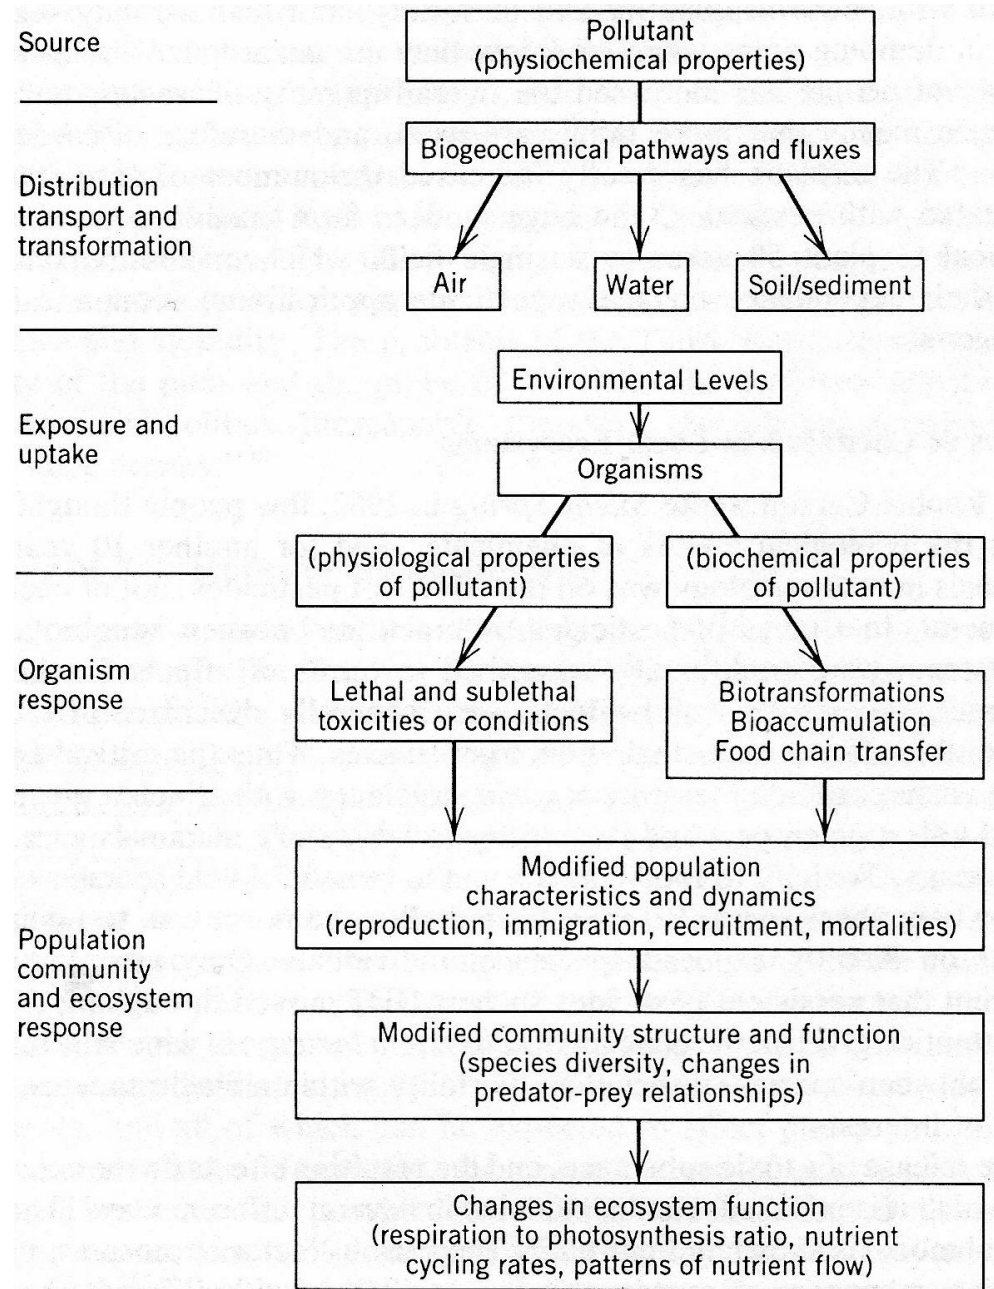 Source
Pollutant
(physiochemical properties)
Biogeochemical pathways and fluxes
Distribution
transport and
transformation
Air
Water
Soil/sediment
Environmental Levels
Exposure and
uptake
Organisms
(physiological properties
of pollutant)
(biochemical properties
of pollutant)
Organism
response
Lethal and sublethal
toxicities or conditions
Biotransformations
Bioaccumulation
Food chain transfer
Population
community
and ecosystem
response
Modified population
characteristics and dynamics
(reproduction, immigration, recruitment, mortalities)
Modified community structure and function
(species diversity, changes in
predator-prey relationships)
Changes in ecosystem function
(respiration to photosynthesis ratio, nutrient
cycling rates, patterns of nutrient flow)